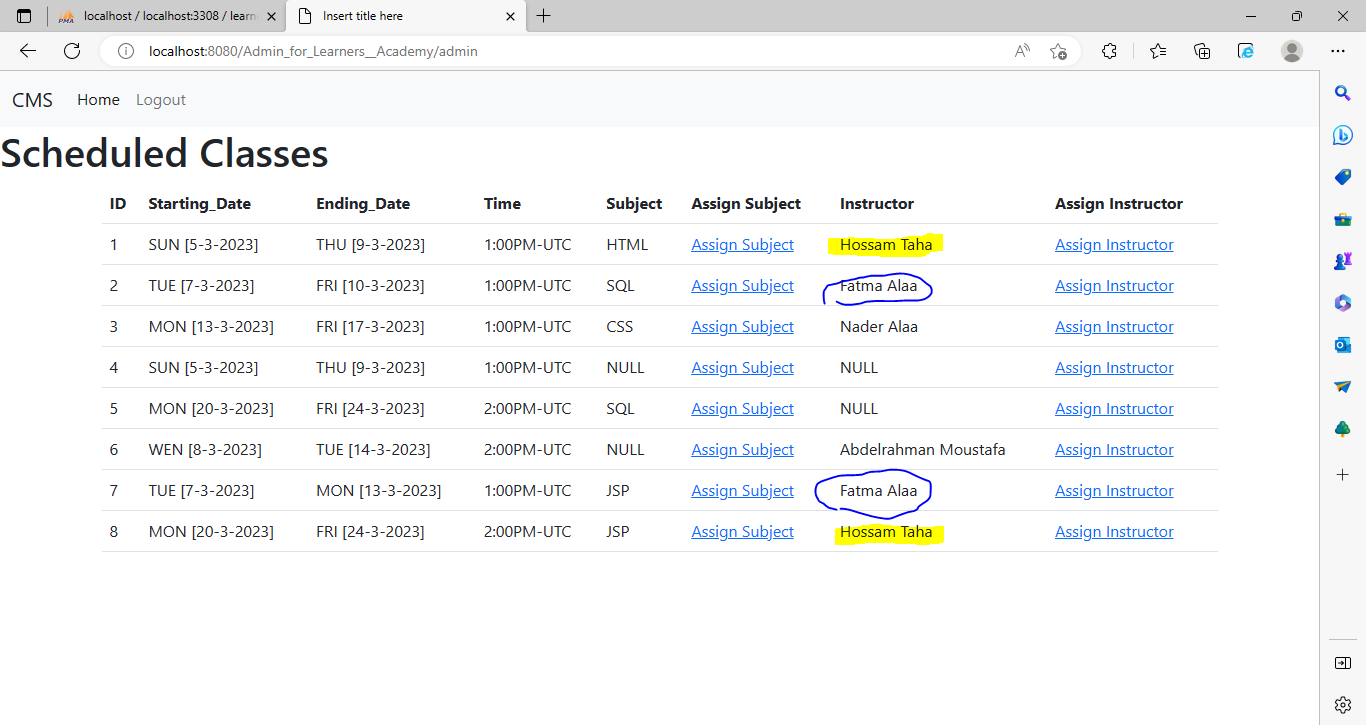 localhost / localhost:3308 / learn
Insert title here
localhost:8080/Admin_for_Learners__Academy/admin
CMS Home Logout
Scheduled Classes
ID Starting_Date Ending_Date Time Subject Assign Subject Instructor Assign Instructor
1 SUN [5-3-2023] THU [9-3-2023] 1:00PM-UTC HTML Assign Subject Hossam Taha Assign Instructor
2 TUE [7-3-2023] FRI [10-3-2023] 1:00PM-UTC SQL Assign Subject Fatma Alaa Assign Instructor
3 MON [13-3-2023] FRI [17-3-2023] 1:00PM-UTC CSS Assign Subject Nader Alaa Assign Instructor
4 SUN [5-3-2023] THU [9-3-2023] 1:00PM-UTC NULL Assign Subject NULL Assign Instructor
5 MON [20-3-2023] FRI [24-3-2023] 2:00PM-UTC SQL Assign Subject NULL Assign Instructor
6 WEN [8-3-2023] TUE [14-3-2023] 2:00PM-UTC NULL Assign Subject Abdelrahman Moustafa Assign Instructor
7 TUE [7-3-2023] MON [13-3-2023] 1:00PM-UTC JSP Assign Subject Fatma Alaa Assign Instructor
8 MON [20-3-2023] FRI [24-3-2023] 2:00PM-UTC JSP Assign Subject Hossam Taha Assign Instructor